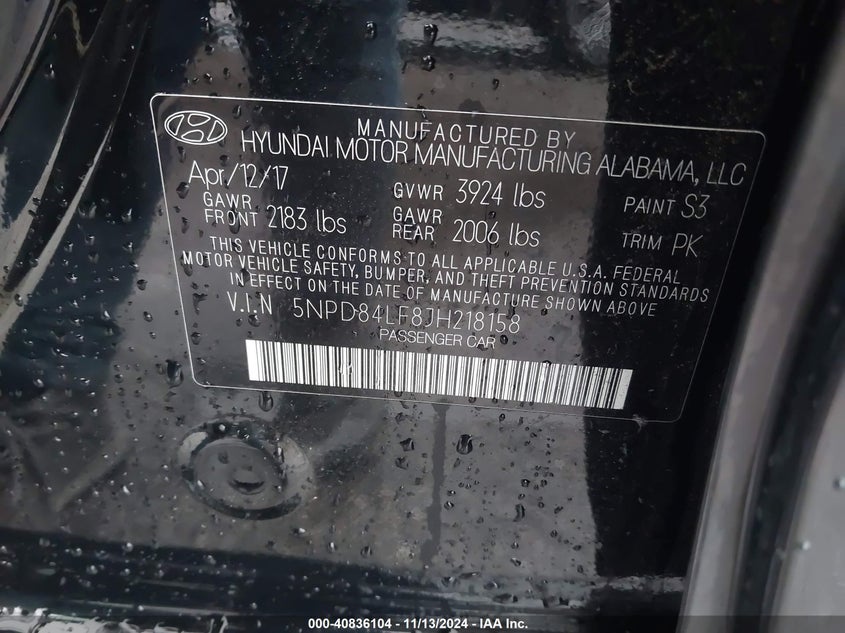 MANUFACTURED BY
HYUNDAI MOTOR MANUFACTURING ALABAMA, LLC
Apr/12/17 GVWR 3924 lbs PAINT S3
GAWR FRONT 2183 lbs GAWR REAR 2006 lbs TRIM PK
THIS VEHICLE CONFORMS TO ALL APPLICABLE U.S.A. FEDERAL
MOTOR VEHICLE SAFETY, BUMPER, AND THEFT PREVENTION STANDARDS
IN EFFECT ON THE DATE OF MANUFACTURE SHOWN ABOVE
V.I.N 5NPD84LF8JH218158
PASSENGER CAR
000-40836104 - 11/13/2024 - IAA Inc.